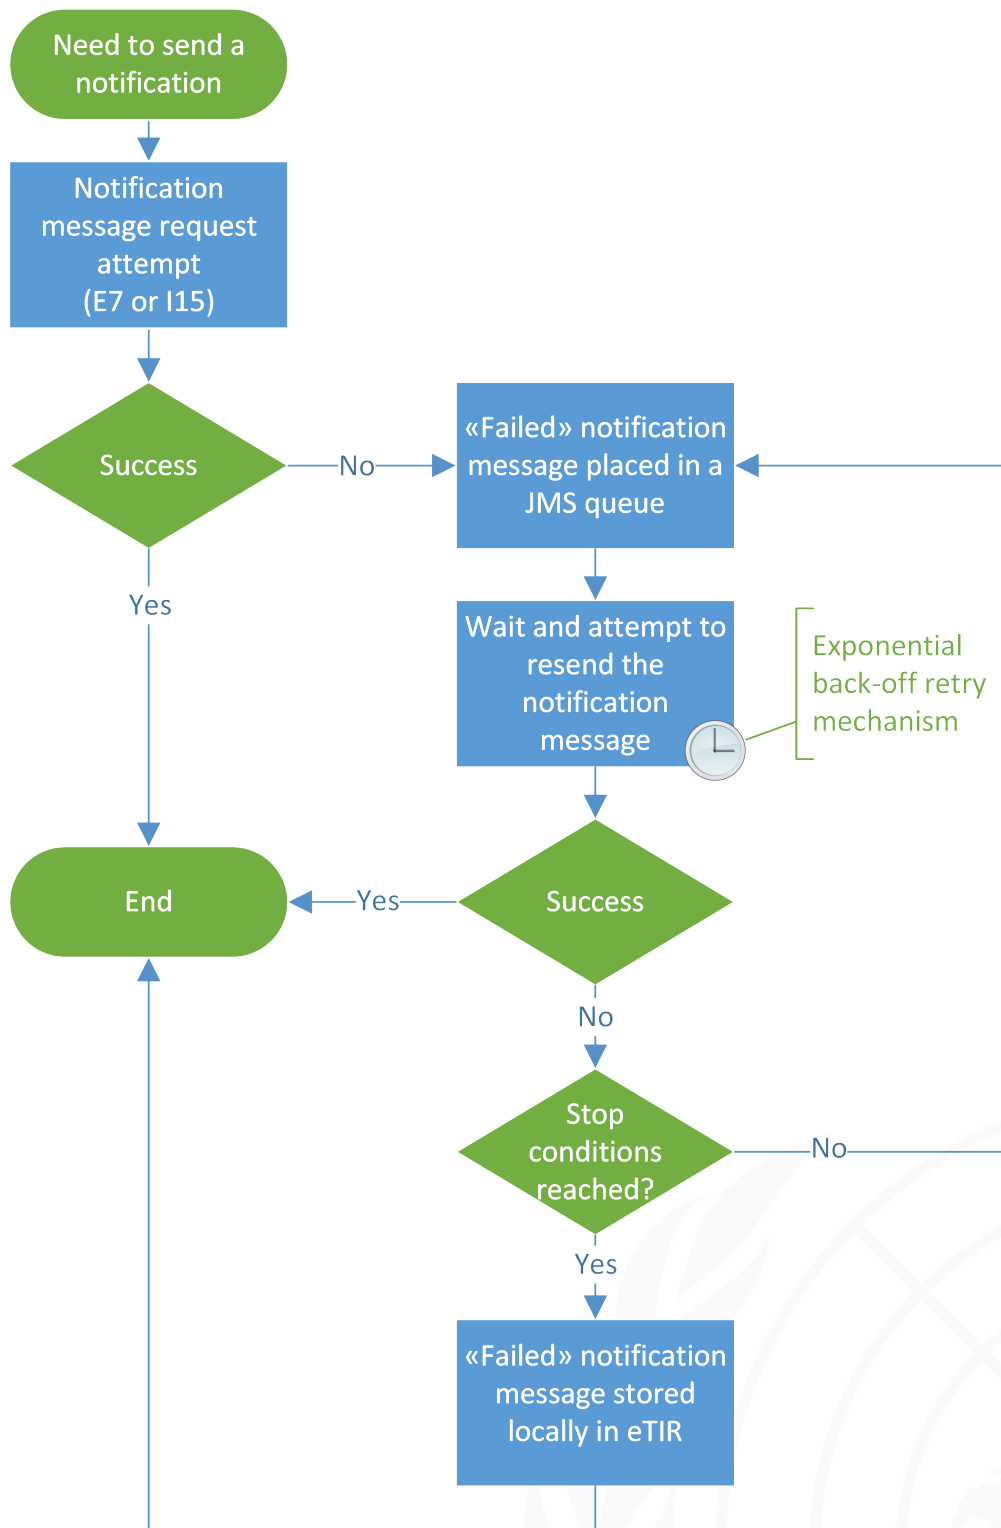 Need to send a
notification
Notification
message request
attempt
(E7 or I15)
Success
No
«Failed» notification
message placed in a
JMS queue
Yes
Wait and attempt to
resend the
notification
message
Exponential
back-off retry
mechanism
End
Yes
Success
No
Stop
conditions
reached?
No
Yes
«Failed» notification
message stored
locally in eTIR